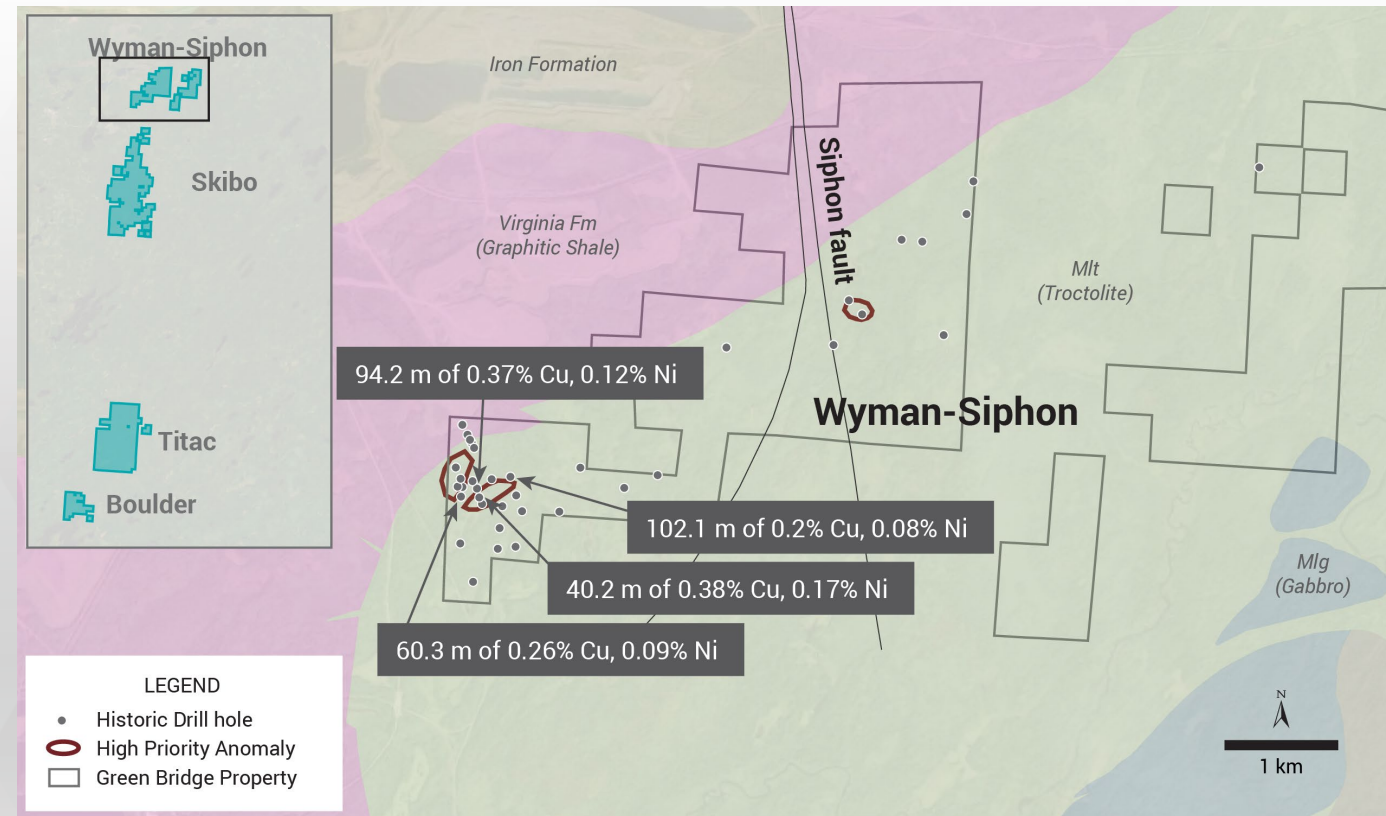 Wyman-Siphon
Skibo
Titac
Boulder
Iron Formation
Virginia Fm
(Graphitic Shale)
Siphon fault
Mlt
(Troctolite)
94.2 m of 0.37% Cu, 0.12% Ni
Wyman-Siphon
102.1 m of 0.2% Cu, 0.08% Ni
40.2 m of 0.38% Cu, 0.17% Ni
60.3 m of 0.26% Cu, 0.09% Ni
Mlg
(Gabbro)
LEGEND
Historic Drill hole
High Priority Anomaly
Green Bridge Property
N
1 km